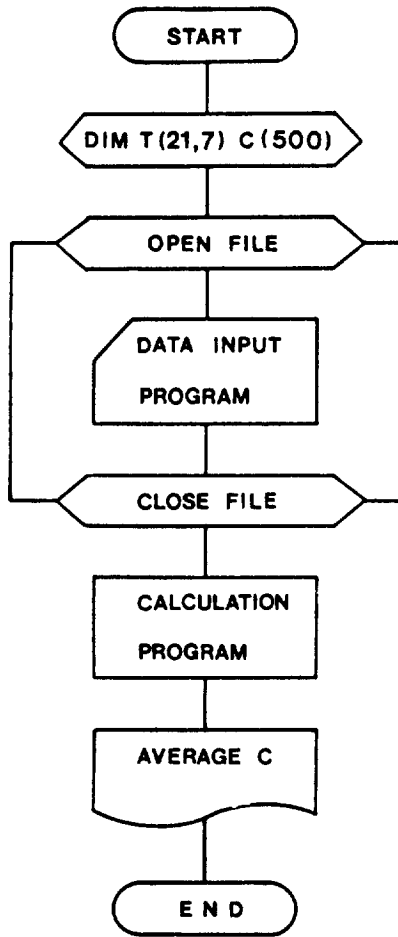 START
DIM T(21,7) C(500)
OPEN FILE
DATA INPUT
PROGRAM
CLOSE FILE
CALCULATION
PROGRAM
AVERAGE C
END